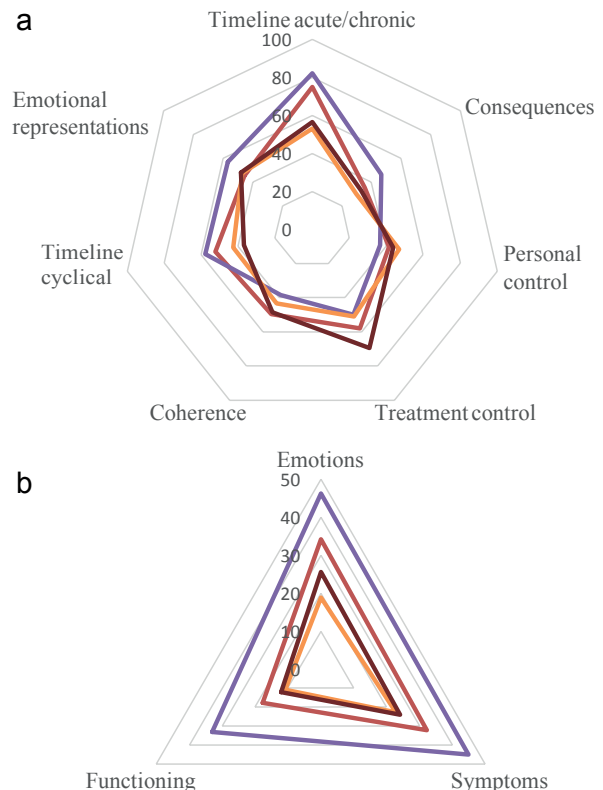 a
Timeline acute/chronic
100
80
60
40
20
0
Emotional
representations
Consequences
Timeline
cyclical
Personal
control
Coherence
Treatment control
b
Emotions
50
40
30
20
10
0
Functioning
Symptoms